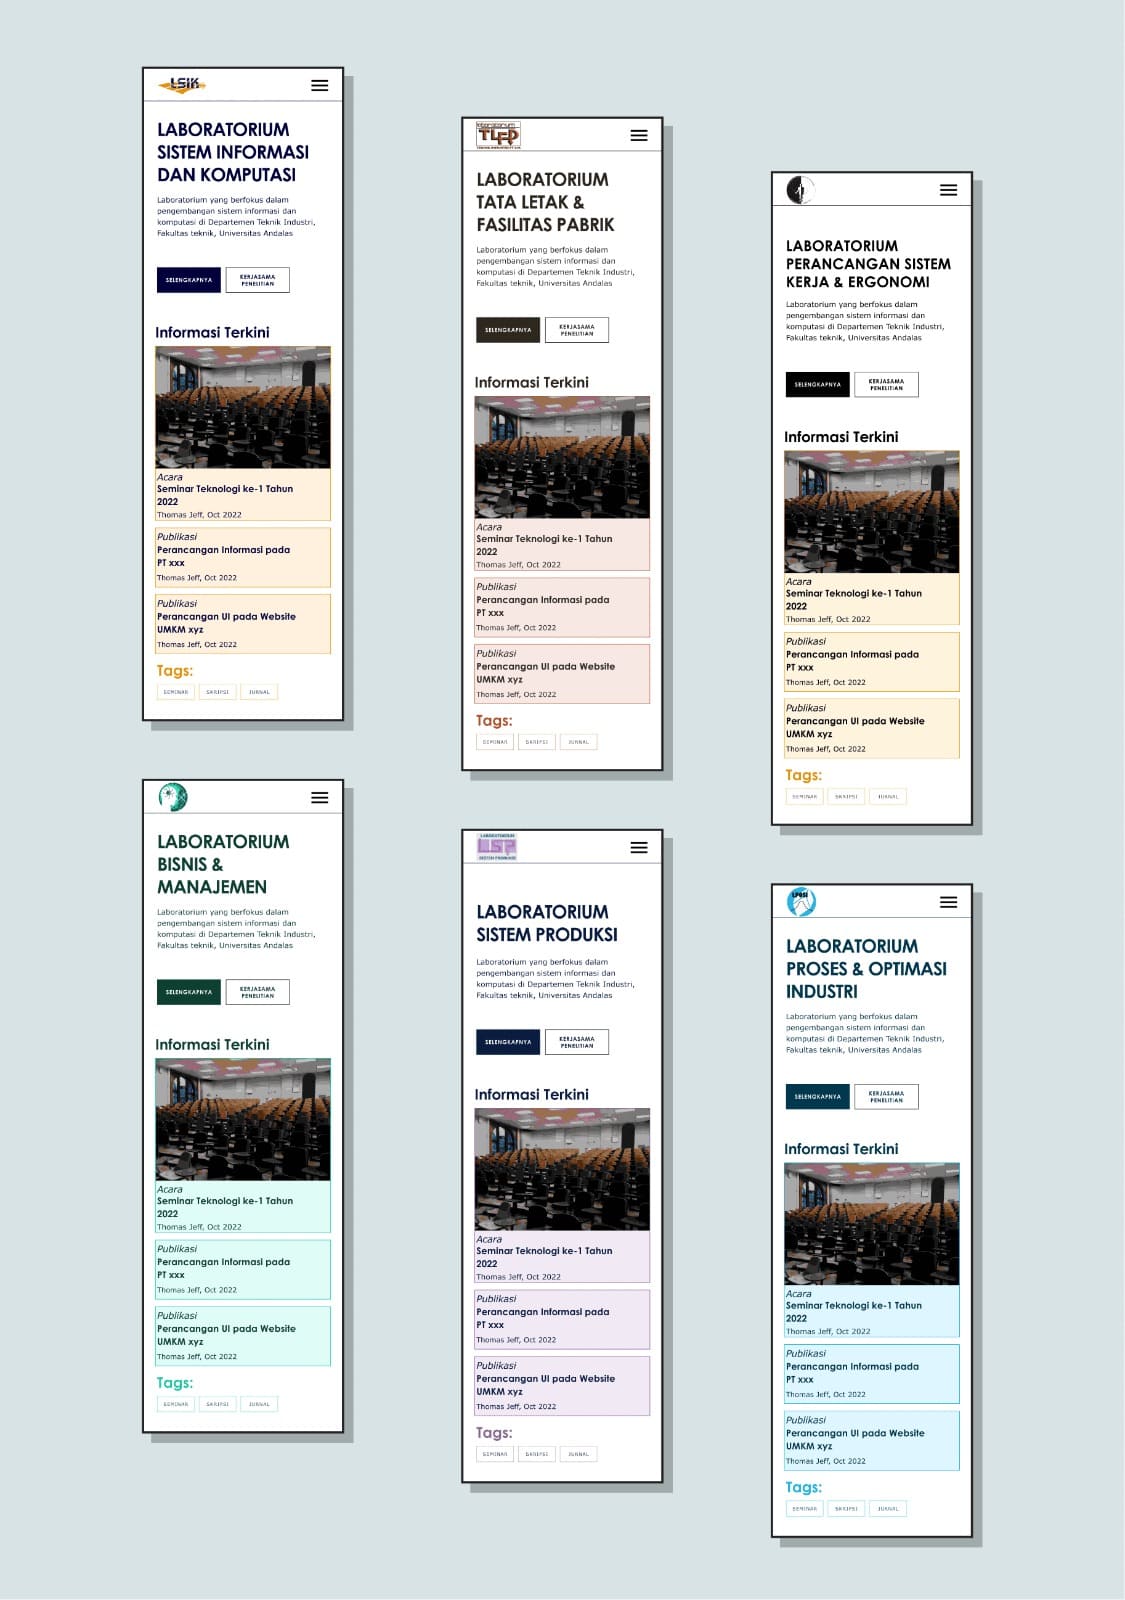 LSIK
LABORATORIUM
SISTEM INFORMASI
DAN KOMPUTASI
Laboratorium yang berfokus dalam
pengembangan sistem informasi dan
komputasi di Departemen Teknik Industri,
Fakultas teknik, Universitas Andalas
SELENGKAPNYA
KERJASAMA
PENELITIAN
Informasi Terkini
Acara
Seminar Teknologi ke-1 Tahun
2022
Thomas Jeff, Oct 2022
Publikasi
Perancangan Informasi pada
PT xxx
Thomas Jeff, Oct 2022
Publikasi
Perancangan UI pada Website
UMKM xyz
Thomas Jeff, Oct 2022
Tags:
SEMINAR SKRIPSI JURNAL
TLFP
LABORATORIUM
TATA LETAK &
FASILITAS PABRIK
Laboratorium yang berfokus dalam
pengembangan sistem informasi dan
komputasi di Departemen Teknik Industri,
Fakultas teknik, Universitas Andalas
SELENGKAPNYA
KERJASAMA
PENELITIAN
Informasi Terkini
Acara
Seminar Teknologi ke-1 Tahun
2022
Thomas Jeff, Oct 2022
Publikasi
Perancangan Informasi pada
PT xxx
Thomas Jeff, Oct 2022
Publikasi
Perancangan UI pada Website
UMKM xyz
Thomas Jeff, Oct 2022
Tags:
SEMINAR SKRIPSI JURNAL
LABORATORIUM
PERANCANGAN SISTEM
KERJA & ERGONOMI
Laboratorium yang berfokus dalam
pengembangan sistem informasi dan
komputasi di Departemen Teknik Industri,
Fakultas teknik, Universitas Andalas
SELENGKAPNYA
KERJASAMA
PENELITIAN
Informasi Terkini
Acara
Seminar Teknologi ke-1 Tahun
2022
Thomas Jeff, Oct 2022
Publikasi
Perancangan Informasi pada
PT xxx
Thomas Jeff, Oct 2022
Publikasi
Perancangan UI pada Website
UMKM xyz
Thomas Jeff, Oct 2022
Tags:
SEMINAR SKRIPSI JURNAL
LABORATORIUM
BISNIS &
MANAJEMEN
Laboratorium yang berfokus dalam
pengembangan sistem informasi dan
komputasi di Departemen Teknik Industri,
Fakultas teknik, Universitas Andalas
SELENGKAPNYA
KERJASAMA
PENELITIAN
Informasi Terkini
Acara
Seminar Teknologi ke-1 Tahun
2022
Thomas Jeff, Oct 2022
Publikasi
Perancangan Informasi pada
PT xxx
Thomas Jeff, Oct 2022
Publikasi
Perancangan UI pada Website
UMKM xyz
Thomas Jeff, Oct 2022
Tags:
SEMINAR SKRIPSI JURNAL
LABORATORIUM
LSP
SISTEM PRODUKSI
LABORATORIUM
SISTEM PRODUKSI
Laboratorium yang berfokus dalam
pengembangan sistem informasi dan
komputasi di Departemen Teknik Industri,
Fakultas teknik, Universitas Andalas
SELENGKAPNYA
KERJASAMA
PENELITIAN
Informasi Terkini
Acara
Seminar Teknologi ke-1 Tahun
2022
Thomas Jeff, Oct 2022
Publikasi
Perancangan Informasi pada
PT xxx
Thomas Jeff, Oct 2022
Publikasi
Perancangan UI pada Website
UMKM xyz
Thomas Jeff, Oct 2022
Tags:
SEMINAR SKRIPSI JURNAL
LPOSI
LABORATORIUM
PROSES & OPTIMASI
INDUSTRI
Laboratorium yang berfokus dalam
pengembangan sistem informasi dan
komputasi di Departemen Teknik Industri,
Fakultas teknik, Universitas Andalas
SELENGKAPNYA
KERJASAMA
PENELITIAN
Informasi Terkini
Acara
Seminar Teknologi ke-1 Tahun
2022
Thomas Jeff, Oct 2022
Publikasi
Perancangan Informasi pada
PT xxx
Thomas Jeff, Oct 2022
Publikasi
Perancangan UI pada Website
UMKM xyz
Thomas Jeff, Oct 2022
Tags:
SEMINAR SKRIPSI JURNAL